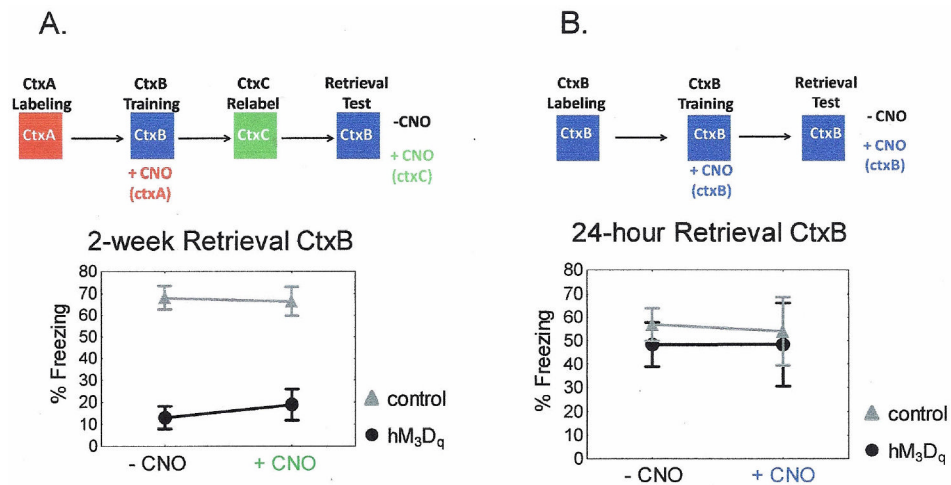 A.
CtxA
Labeling
CtxB
Training
CtxC
Relabel
Retrieval
Test
CtxA
CtxB
CtxC
CtxB
-CNO
+ CNO
(ctxC)
+ CNO
(ctxA)
2-week Retrieval CtxB
% Freezing
80
70
60
50
40
30
20
10
0
- CNO
+ CNO
control
hM₃Dq
B.
CtxB
Labeling
CtxB
Training
Retrieval
Test
CtxB
CtxB
CtxB
- CNO
+ CNO
(ctxB)
+ CNO
(ctxB)
24-hour Retrieval CtxB
% Freezing
80
70
60
50
40
30
20
10
0
- CNO
+ CNO
control
hM₃Dq